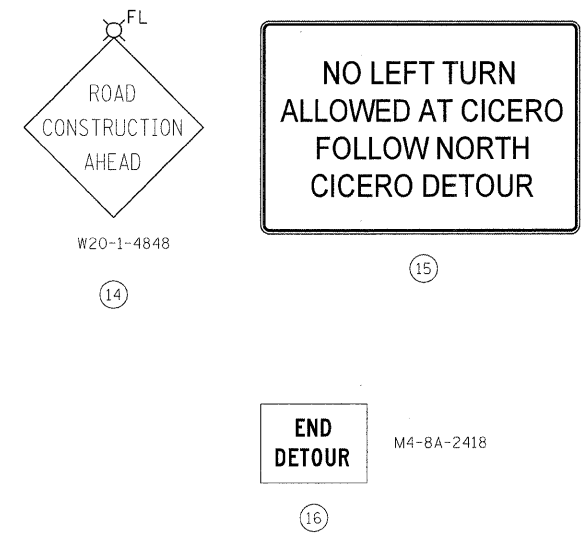 FL
ROAD
CONSTRUCTION
AHEAD
W20-1-4848
14
NO LEFT TURN
ALLOWED AT CICERO
FOLLOW NORTH
CICERO DETOUR
15
END
DETOUR
M4-8A-2418
16